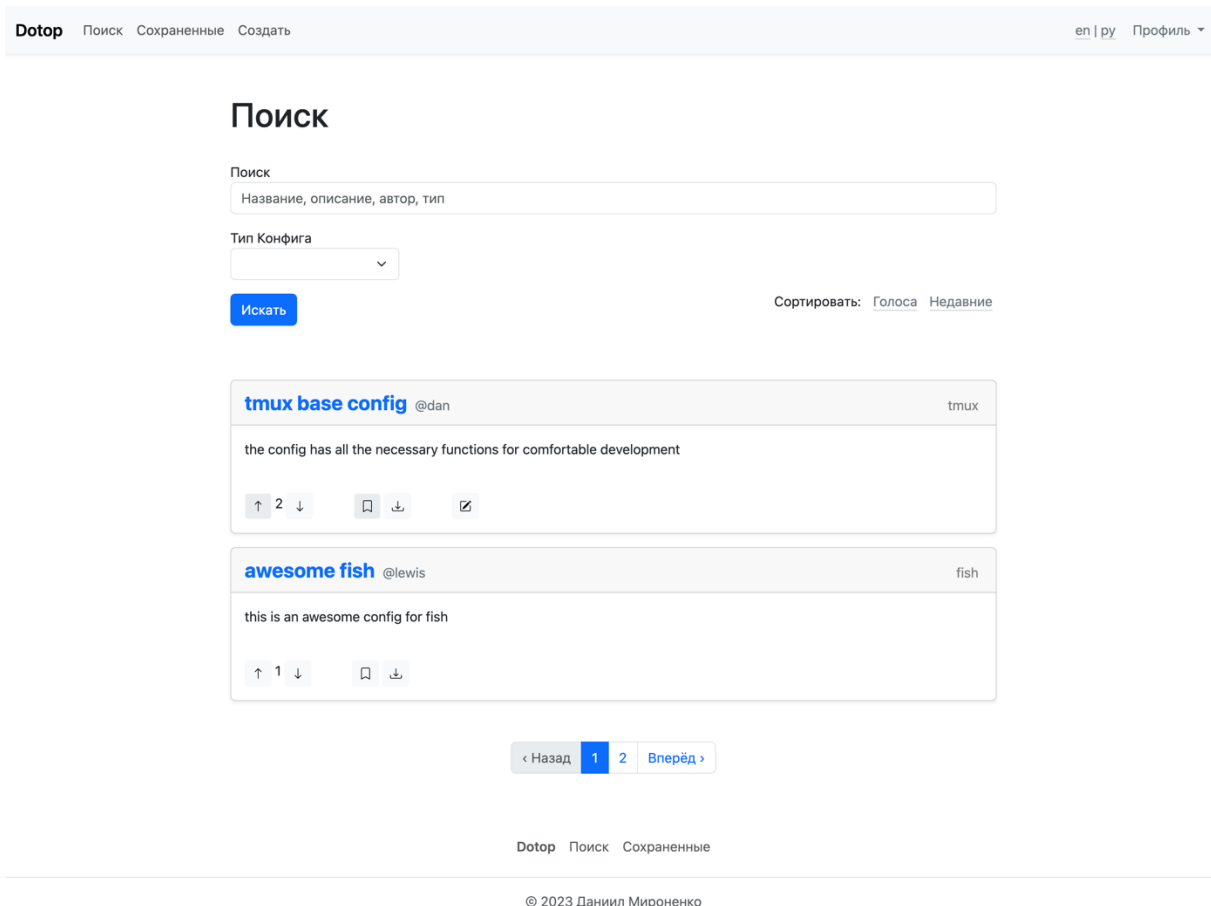 Dotop Поиск Сохраненные Создать en | ру Профиль
Поиск
Поиск
Название, описание, автор, тип
Тип Конфига
Искать Сортировать: Голоса Недавние
tmux base config @dan tmux
the config has all the necessary functions for comfortable development
2
awesome fish @lewis fish
this is an awesome config for fish
1
‹ Назад 1 2 Вперёд ›
Dotop Поиск Сохраненные
© 2023 Даниил Мироненко